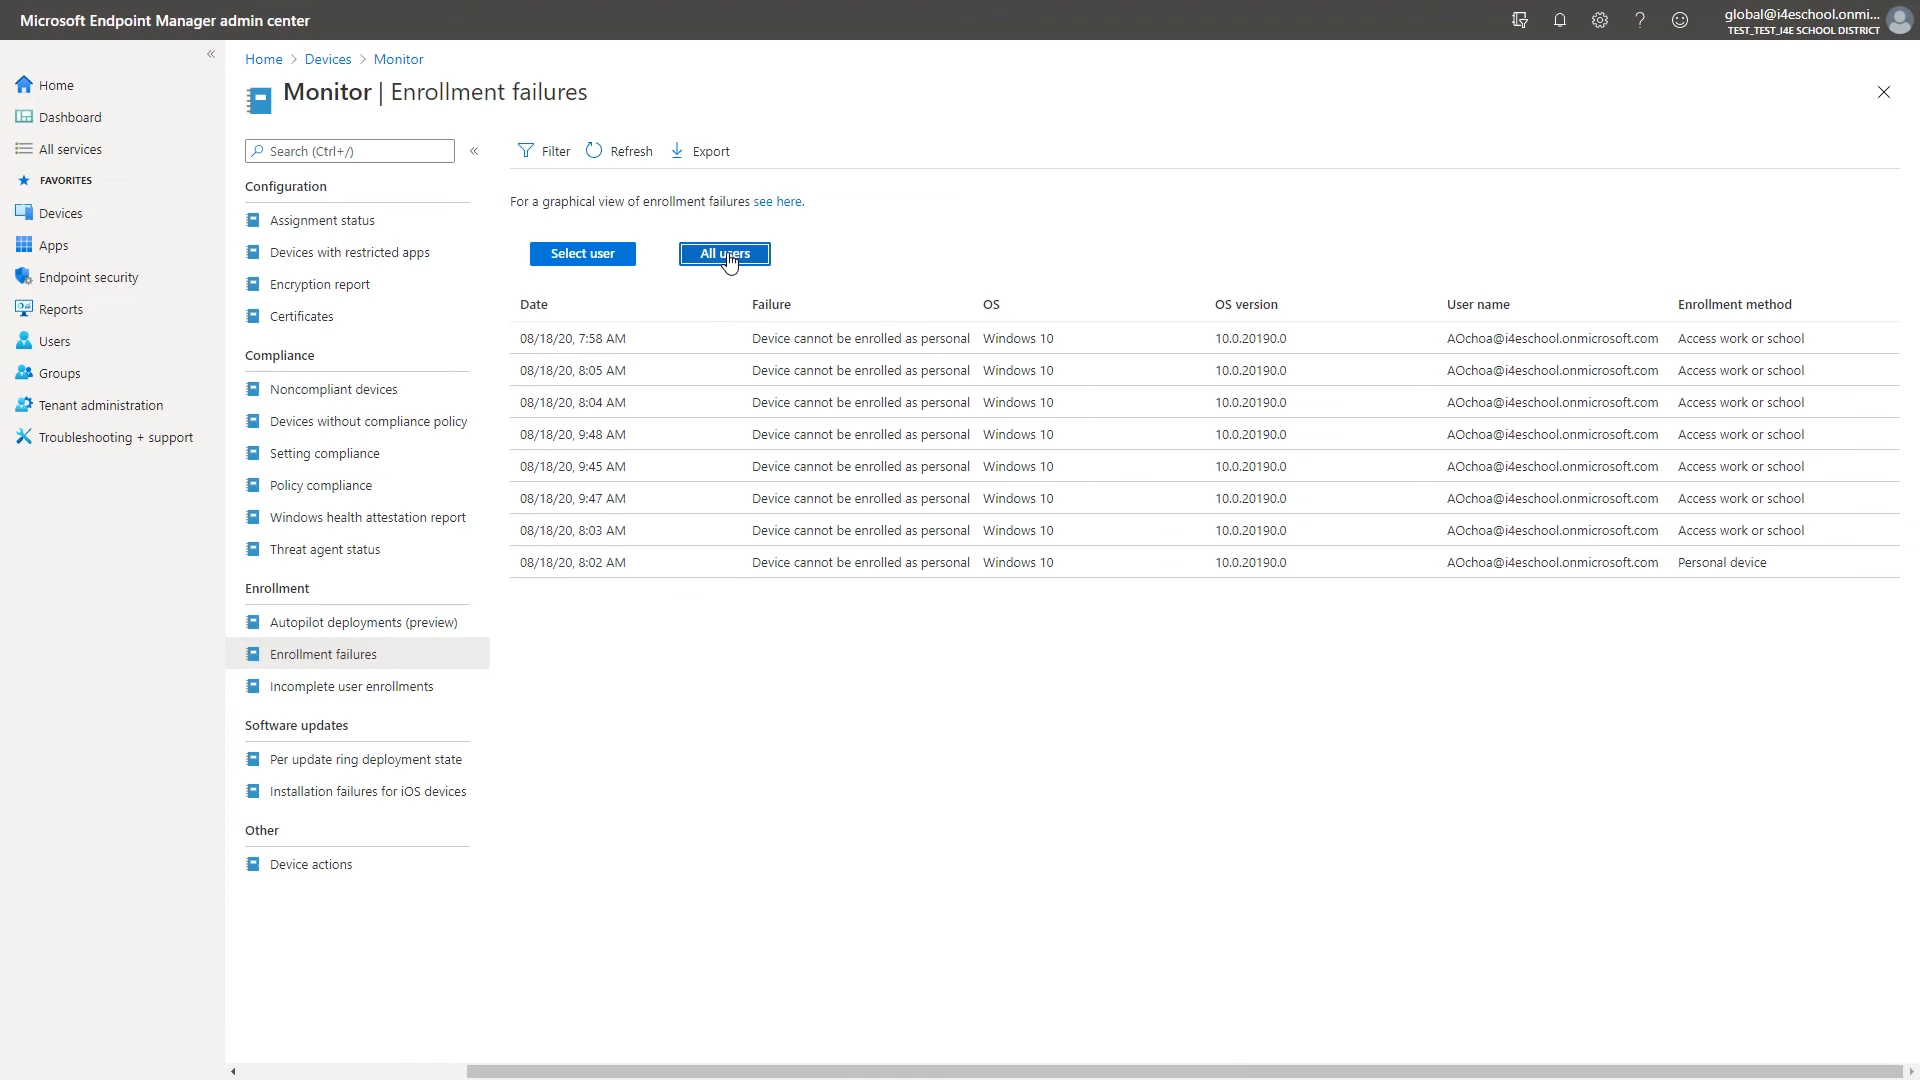 Microsoft Endpoint Manager admin center
global@i4eschool.onmi...
TEST_TEST_I4E SCHOOL DISTRICT
«
Home
Dashboard
All services
FAVORITES
Devices
Apps
Endpoint security
Reports
Users
Groups
Tenant administration
Troubleshooting + support
Home > Devices > Monitor
Monitor | Enrollment failures
Search (Ctrl+/) «
Configuration
Assignment status
Devices with restricted apps
Encryption report
Certificates
Compliance
Noncompliant devices
Devices without compliance policy
Setting compliance
Policy compliance
Windows health attestation report
Threat agent status
Enrollment
Autopilot deployments (preview)
Enrollment failures
Incomplete user enrollments
Software updates
Per update ring deployment state
Installation failures for iOS devices
Other
Device actions
Filter Refresh Export
For a graphical view of enrollment failures see here.
Select user All users
Date Failure OS OS version User name Enrollment method
08/18/20, 7:58 AM Device cannot be enrolled as personal Windows 10 10.0.20190.0 AOchoa@i4eschool.onmicrosoft.com Access work or school
08/18/20, 8:05 AM Device cannot be enrolled as personal Windows 10 10.0.20190.0 AOchoa@i4eschool.onmicrosoft.com Access work or school
08/18/20, 8:04 AM Device cannot be enrolled as personal Windows 10 10.0.20190.0 AOchoa@i4eschool.onmicrosoft.com Access work or school
08/18/20, 9:48 AM Device cannot be enrolled as personal Windows 10 10.0.20190.0 AOchoa@i4eschool.onmicrosoft.com Access work or school
08/18/20, 9:45 AM Device cannot be enrolled as personal Windows 10 10.0.20190.0 AOchoa@i4eschool.onmicrosoft.com Access work or school
08/18/20, 9:47 AM Device cannot be enrolled as personal Windows 10 10.0.20190.0 AOchoa@i4eschool.onmicrosoft.com Access work or school
08/18/20, 8:03 AM Device cannot be enrolled as personal Windows 10 10.0.20190.0 AOchoa@i4eschool.onmicrosoft.com Access work or school
08/18/20, 8:02 AM Device cannot be enrolled as personal Windows 10 10.0.20190.0 AOchoa@i4eschool.onmicrosoft.com Personal device